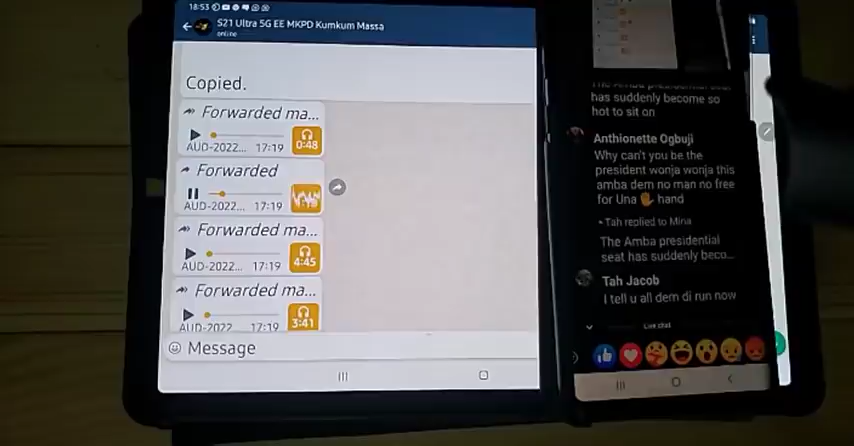 18:53
S21 Ultra 5G EE MKPD Kumkum Massa
online
Copied.
Forwarded ma...
0:48
AUD-2022... 17:19
Forwarded
AUD-2022... 17:19
Forwarded ma...
4:45
AUD-2022... 17:19
Forwarded ma...
3:41
AUD-2022 17:19
Message
The Amba presidential seat
has suddenly become so
hot to sit on
Anthionette Ogbuji
Why can't you be the
president wonja wonja this
amba dem no man no free
for Una ✋ hand
• Tah replied to Mina
The Amba presidential
seat has suddenly beco...
Tah Jacob
I tell u all dem di run now
Live chat